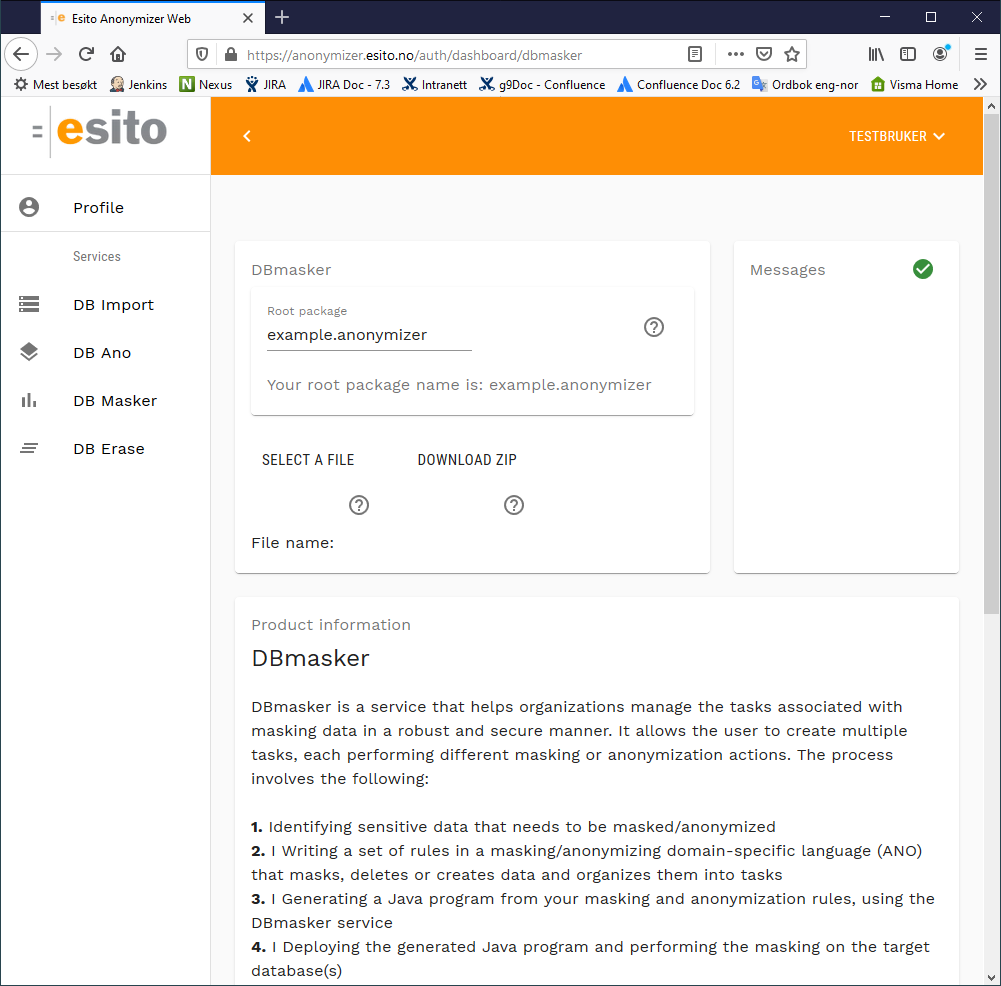 Esito Anonymizer Web
https://anonymizer.esito.no/auth/dashboard/dbmasker
Mest besøkt Jenkins Nexus JIRA JIRA Doc - 7.3 Intranett g9Doc - Confluence Confluence Doc 6.2 Ordbok eng-nor Visma Home
esito
TESTBRUKER
Profile
Services
DB Import
DB Ano
DB Masker
DB Erase
DBmasker
Root package
example.anonymizer
Your root package name is: example.anonymizer
SELECT A FILE DOWNLOAD ZIP
File name:
Messages
Product information
DBmasker
DBmasker is a service that helps organizations manage the tasks associated with
masking data in a robust and secure manner. It allows the user to create multiple
tasks, each performing different masking or anonymization actions. The process
involves the following:
1. Identifying sensitive data that needs to be masked/anonymized
2. I Writing a set of rules in a masking/anonymizing domain-specific language (ANO)
that masks, deletes or creates data and organizes them into tasks
3. I Generating a Java program from your masking and anonymization rules, using the
DBmasker service
4. I Deploying the generated Java program and performing the masking on the target
database(s)